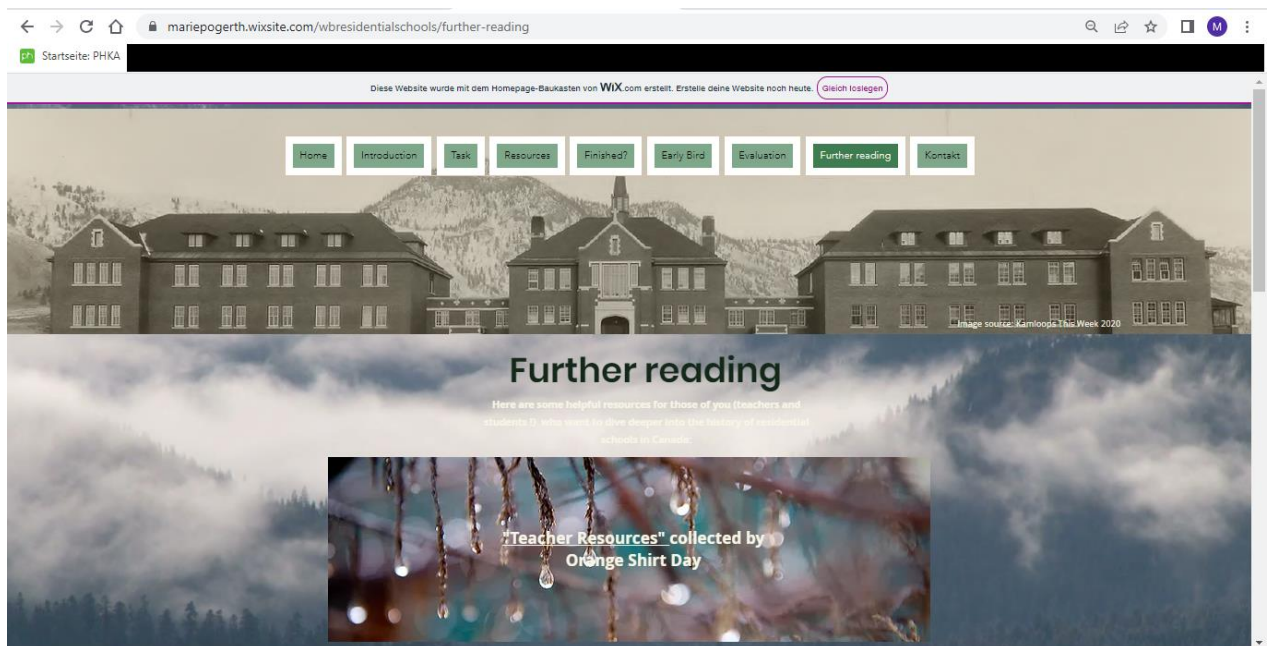 mariepogerth.wixsite.com/wbresidentialschools/further-reading
M
ph Startseite: PHKA
Diese Website wurde mit dem Homepage-Baukasten von WiX.com erstellt. Erstelle deine Website noch heute. Gleich loslegen
Home Introduction Task Resources Finished? Early Bird Evaluation Further reading Kontakt
Image source: Kamloops This Week 2020
Further reading
Here are some helpful resources for those of you (teachers and
students !) who want to dive deeper into the history of residential
schools in Canada:
"Teacher Resources" collected by
Orange Shirt Day